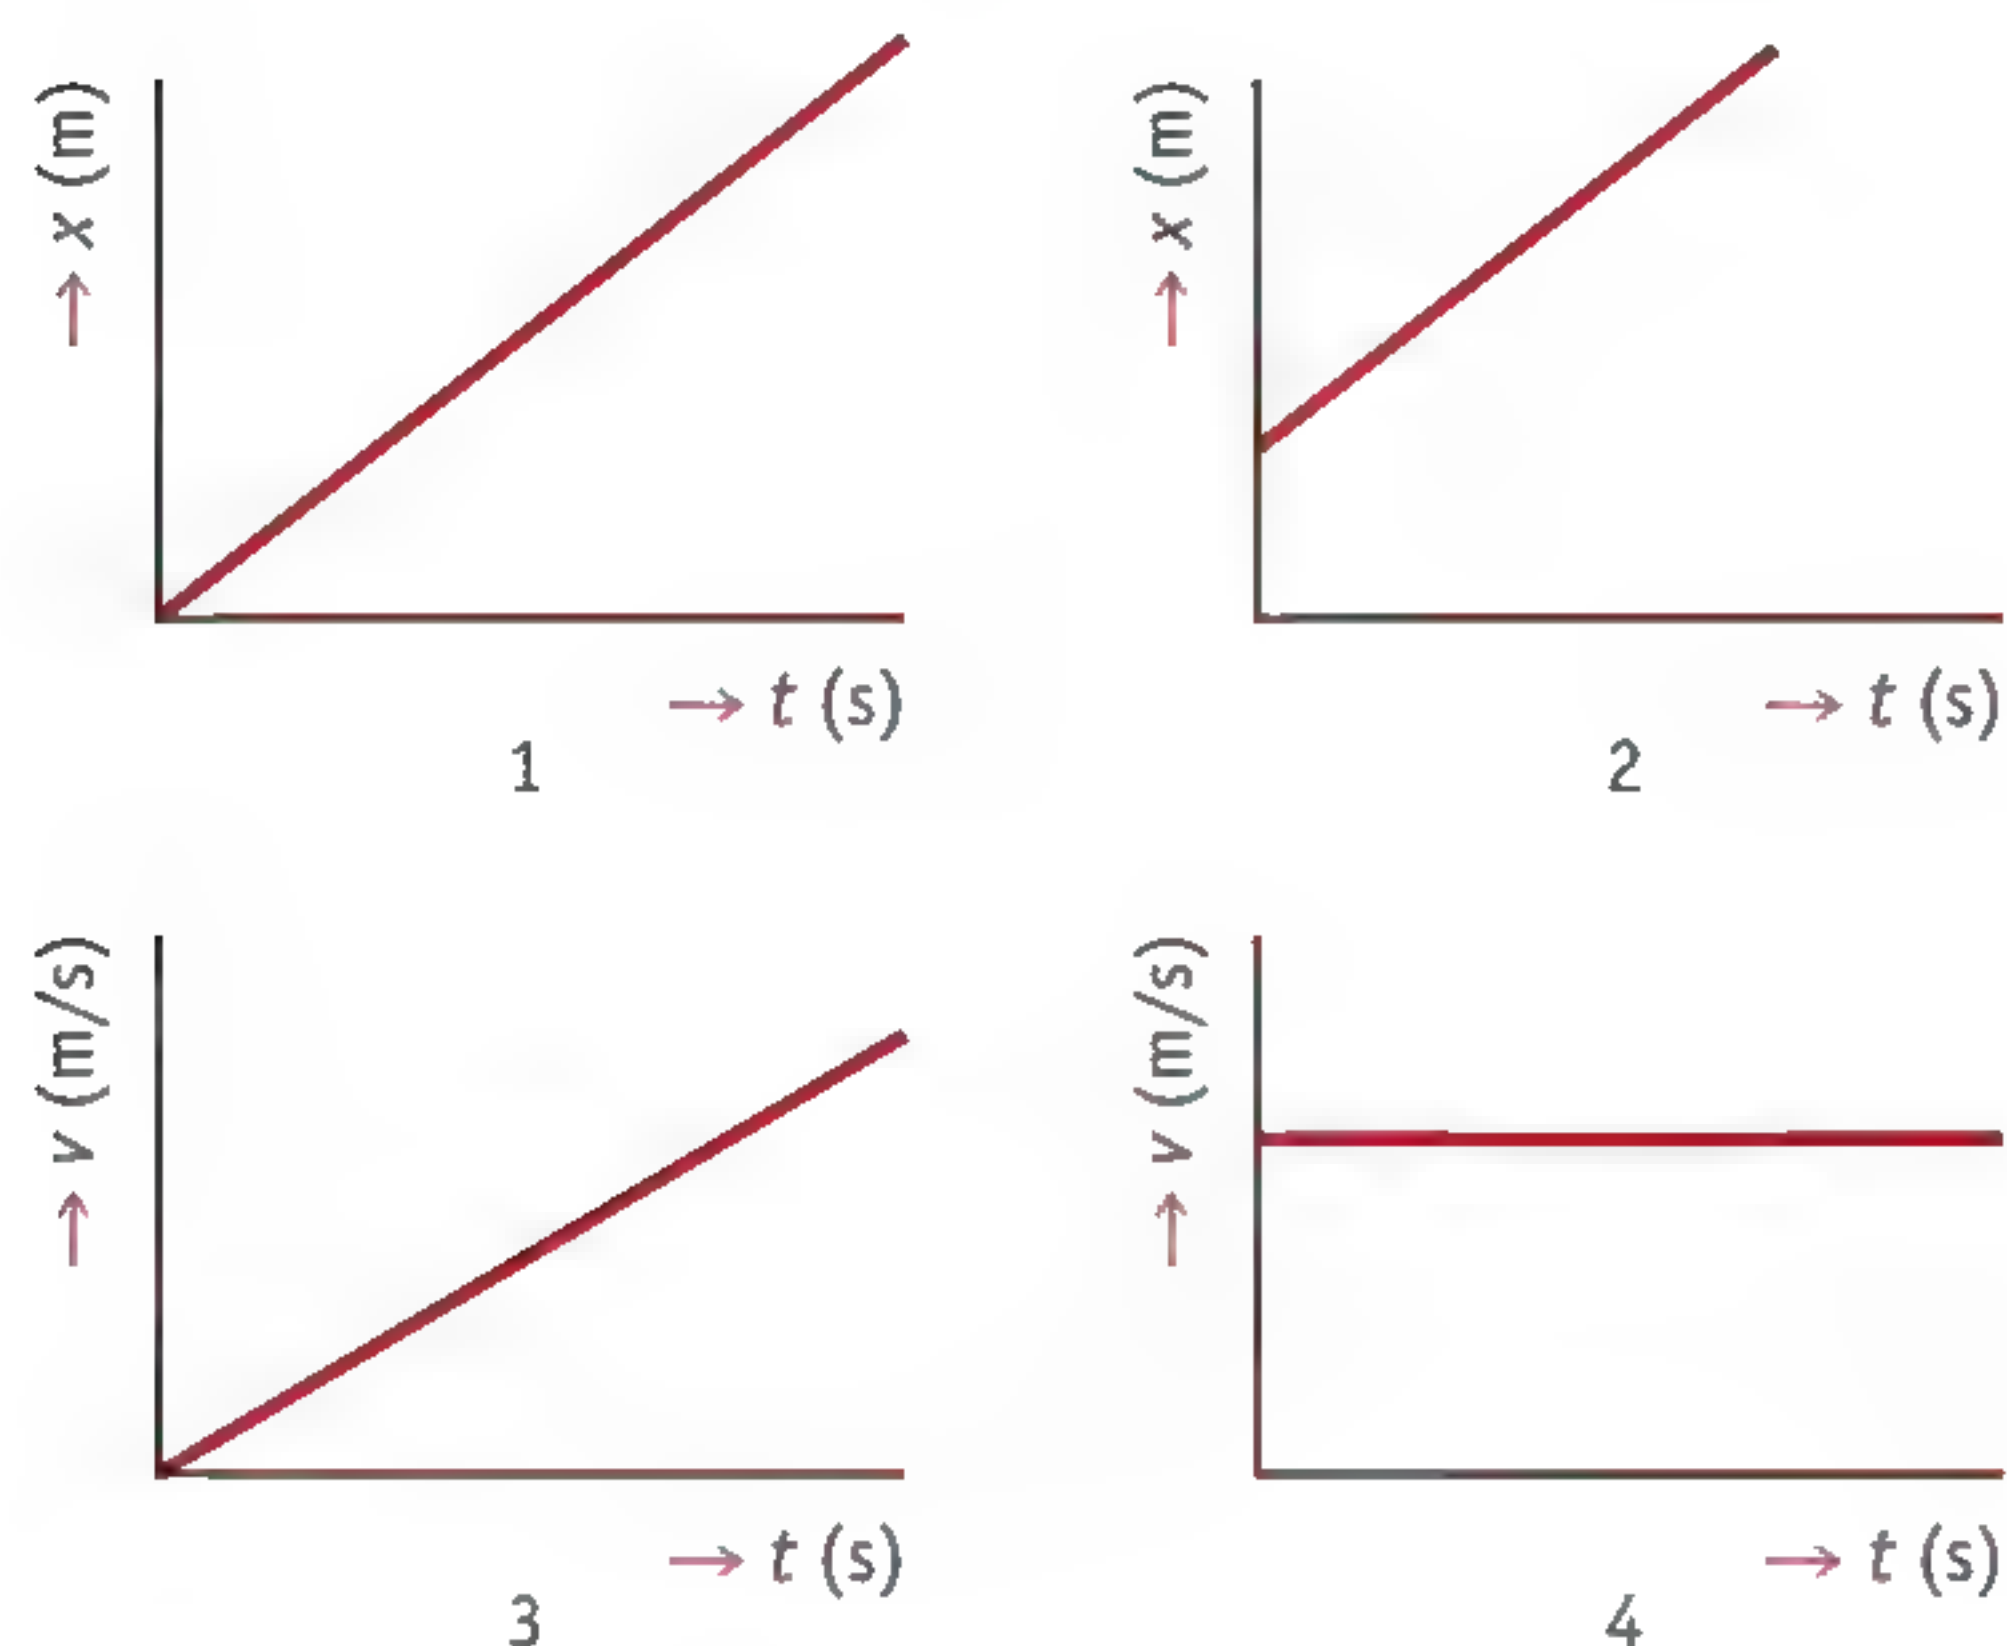 → x (m)
→ t (s)
1
→ x (m)
→ t (s)
2
→ v (m/s)
→ t (s)
3
→ v (m/s)
→ t (s)
4